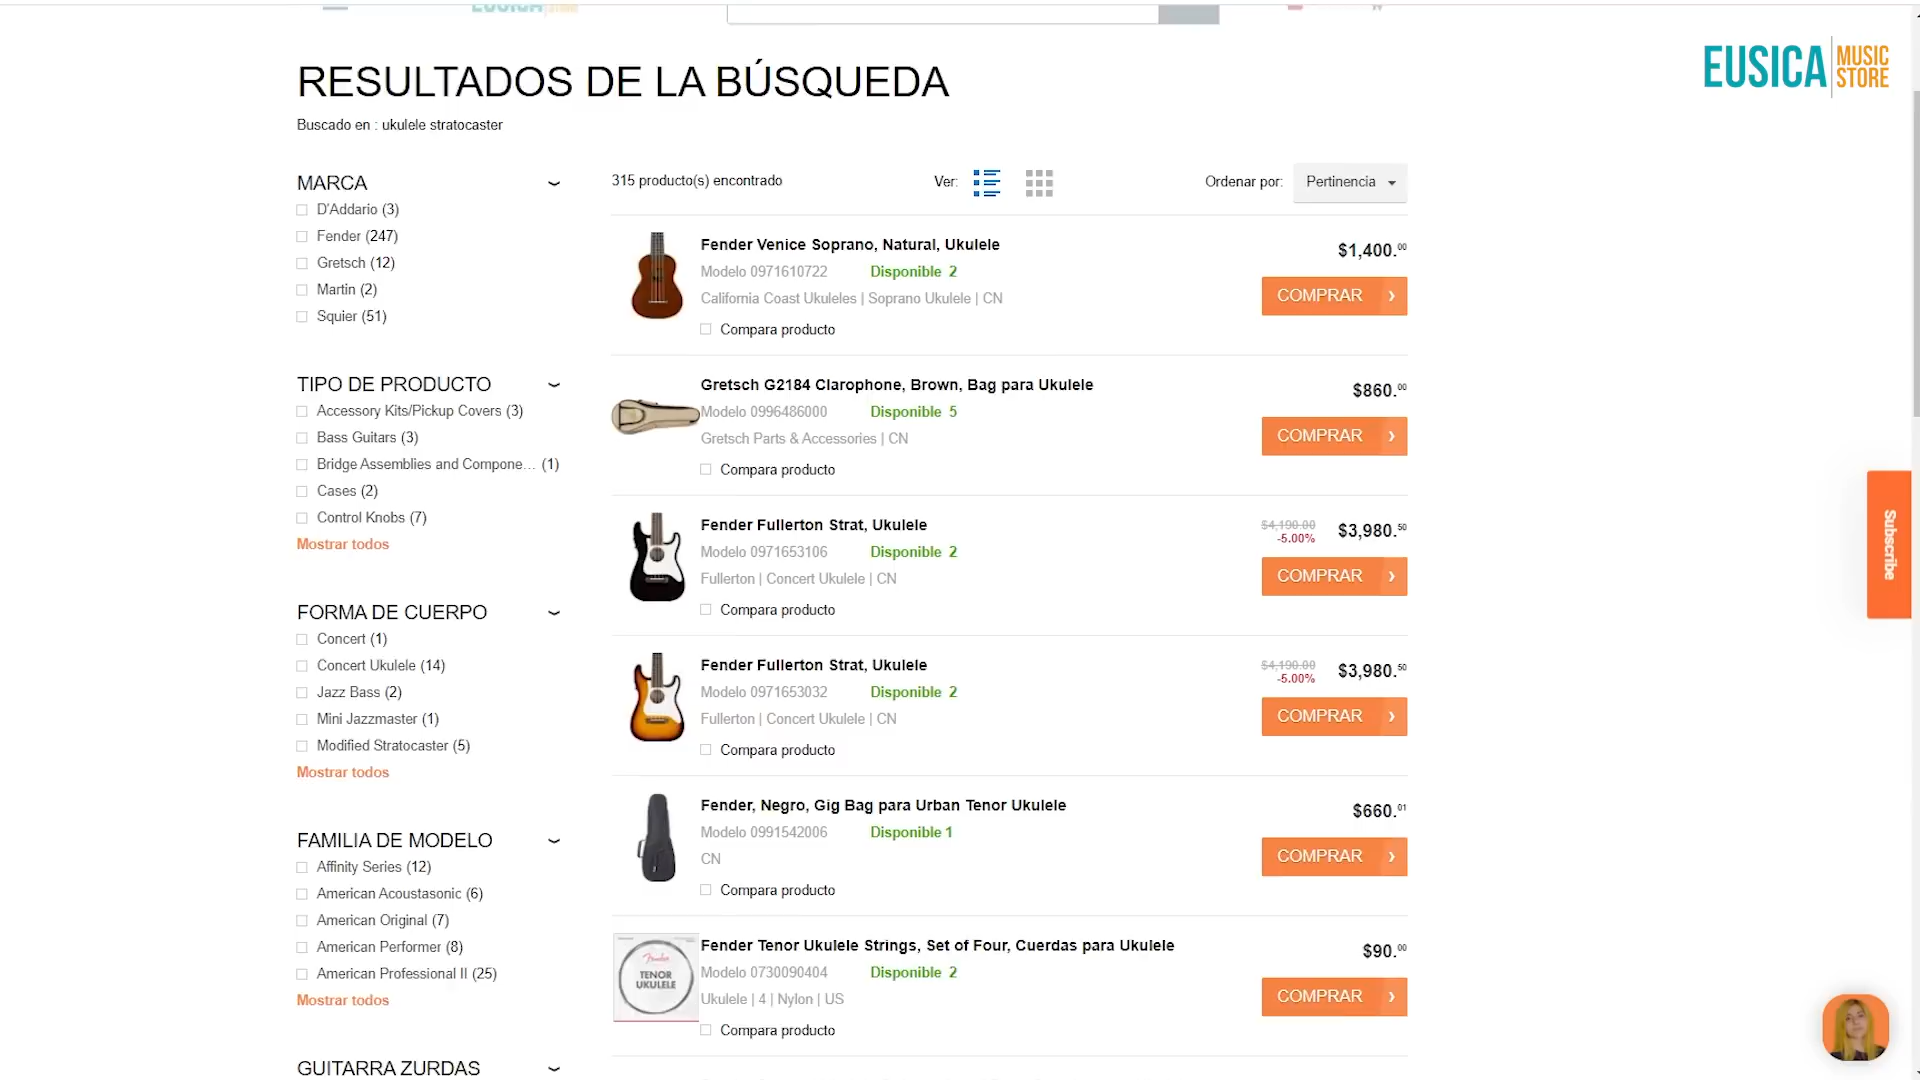 EUSICA MUSIC STORE
RESULTADOS DE LA BÚSQUEDA
Buscado en : ukulele stratocaster
MARCA
D'Addario (3)
Fender (247)
Gretsch (12)
Martin (2)
Squier (51)
TIPO DE PRODUCTO
Accessory Kits/Pickup Covers (3)
Bass Guitars (3)
Bridge Assemblies and Compone... (1)
Cases (2)
Control Knobs (7)
Mostrar todos
FORMA DE CUERPO
Concert (1)
Concert Ukulele (14)
Jazz Bass (2)
Mini Jazzmaster (1)
Modified Stratocaster (5)
Mostrar todos
FAMILIA DE MODELO
Affinity Series (12)
American Acoustasonic (6)
American Original (7)
American Performer (8)
American Professional II (25)
Mostrar todos
GUITARRA ZURDAS
315 producto(s) encontrado
Ver:
Ordenar por: Pertinencia
Fender Venice Soprano, Natural, Ukulele
Modelo 0971610722 Disponible 2
California Coast Ukuleles | Soprano Ukulele | CN
Compara producto
$1,400.00
COMPRAR
Gretsch G2184 Clarophone, Brown, Bag para Ukulele
Modelo 0996486000 Disponible 5
Gretsch Parts & Accessories | CN
Compara producto
$860.00
COMPRAR
Fender Fullerton Strat, Ukulele
Modelo 0971653106 Disponible 2
Fullerton | Concert Ukulele | CN
Compara producto
$4,190.00 $3,980.50
-5.00%
COMPRAR
Fender Fullerton Strat, Ukulele
Modelo 0971653032 Disponible 2
Fullerton | Concert Ukulele | CN
Compara producto
$4,190.00 $3,980.50
-5.00%
COMPRAR
Fender, Negro, Gig Bag para Urban Tenor Ukulele
Modelo 0991542006 Disponible 1
CN
Compara producto
$660.01
COMPRAR
Fender
TENOR
UKULELE
Fender Tenor Ukulele Strings, Set of Four, Cuerdas para Ukulele
Modelo 0730090404 Disponible 2
Ukulele | 4 | Nylon | US
Compara producto
$90.00
COMPRAR
Subscribe